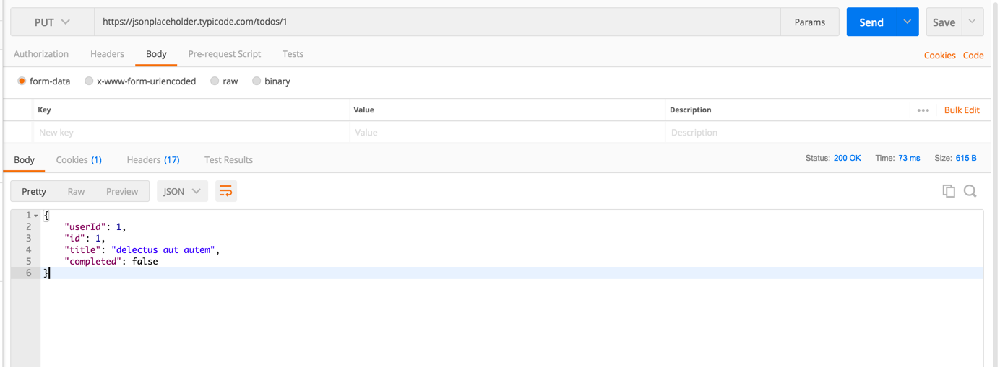 PUT https://jsonplaceholder.typicode.com/todos/1 Params Send Save
Authorization Headers Body Pre-request Script Tests Cookies Code
form-data x-www-form-urlencoded raw binary
Key Value Description ••• Bulk Edit
New key Value Description
Body Cookies (1) Headers (17) Test Results Status: 200 OK Time: 73 ms Size: 615 B
Pretty Raw Preview JSON
1 {
2 "userId": 1,
3 "id": 1,
4 "title": "delectus aut autem",
5 "completed": false
6 }